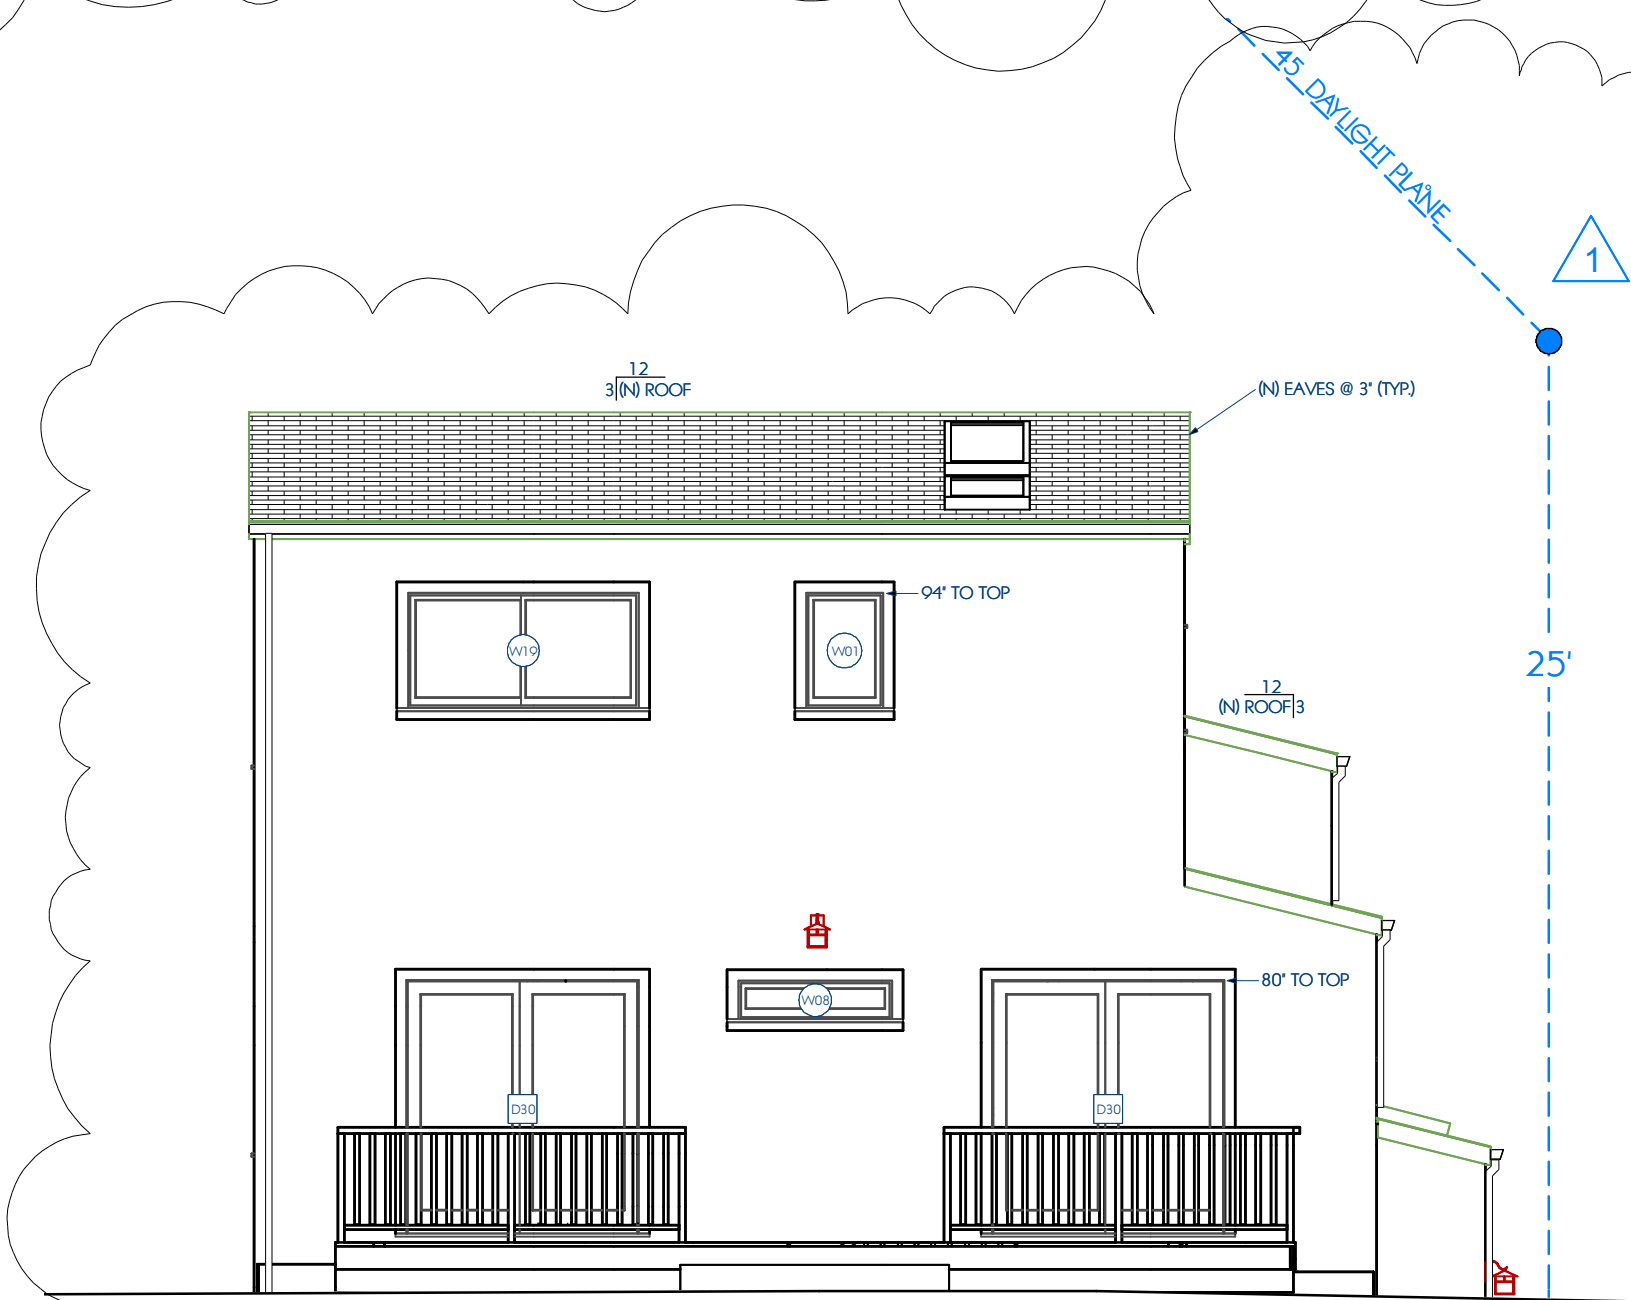 45 DAYLIGHT PLANE
°
1
12
3 (N) ROOF
(N) EAVES @ 3" (TYP.)
94" TO TOP
W19
W01
25'
12
(N) ROOF 3
W08
80" TO TOP
D30
D30